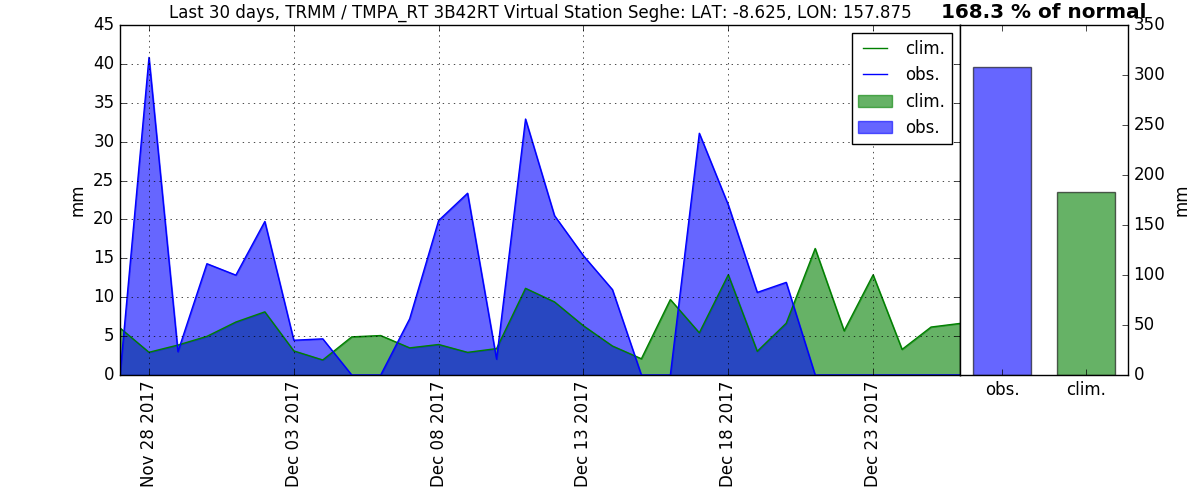 Last 30 days, TRMM / TMPA_RT 3B42RT Virtual Station Seghe: LAT: -8.625, LON: 157.875
168.3 % of normal
45
40
35
30
25
20
15
10
5
0
mm
clim.
obs.
clim.
obs.
Nov 28 2017
Dec 03 2017
Dec 08 2017
Dec 13 2017
Dec 18 2017
Dec 23 2017
350
300
250
200
150
100
50
0
mm
obs.
clim.